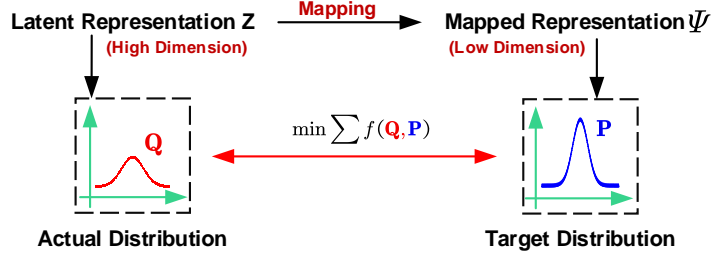 Latent Representation Z
Mapping
Mapped Representation Ψ
(High Dimension)
(Low Dimension)
Q
min ∑ f(Q,P)
P
Actual Distribution
Target Distribution